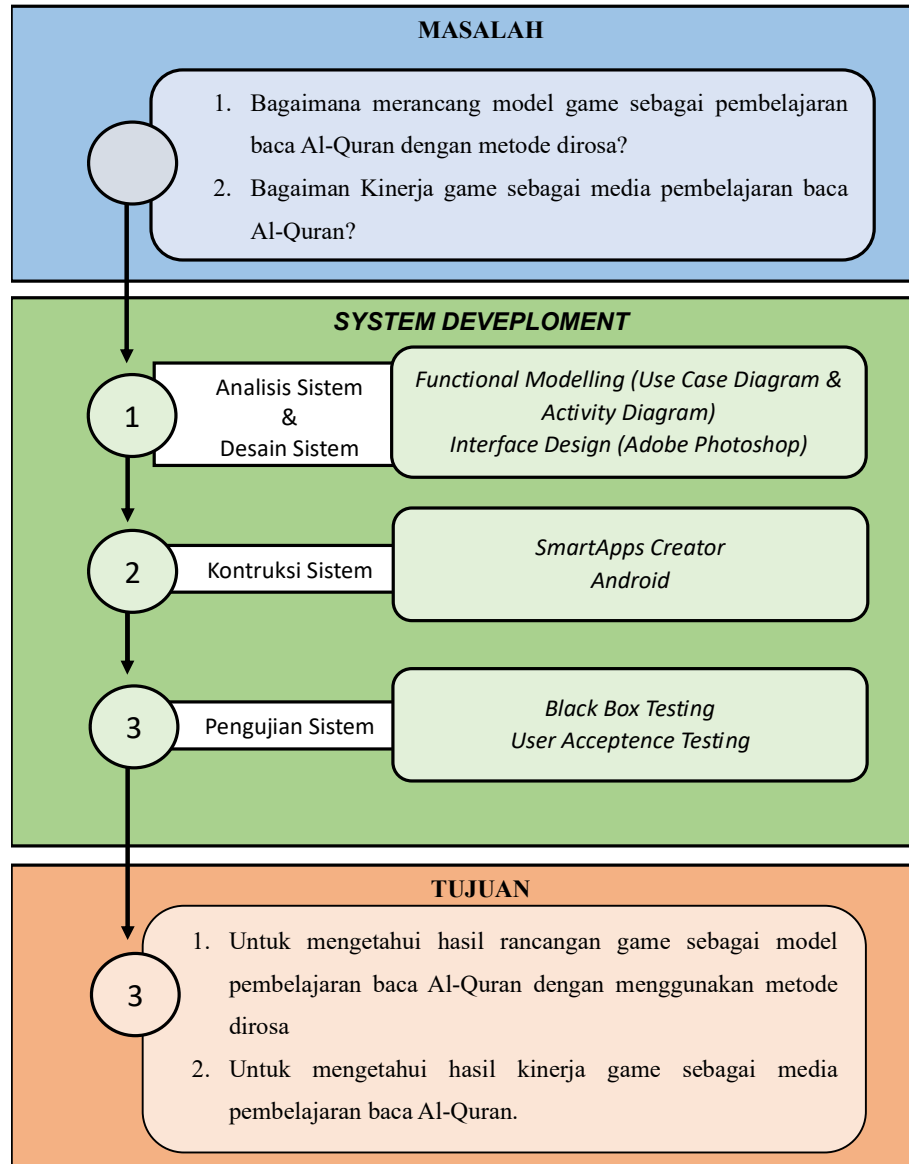 MASALAH
1. Bagaimana merancang model game sebagai pembelajaran
baca Al-Quran dengan metode dirosa?
2. Bagaiman Kinerja game sebagai media pembelajaran baca
Al-Quran?
SYSTEM DEVEPLOMENT
1
Analisis Sistem
&
Desain Sistem
Functional Modelling (Use Case Diagram &
Activity Diagram)
Interface Design (Adobe Photoshop)
2
Kontruksi Sistem
SmartApps Creator
Android
3
Pengujian Sistem
Black Box Testing
User Acceptence Testing
TUJUAN
3
1. Untuk mengetahui hasil rancangan game sebagai model
pembelajaran baca Al-Quran dengan menggunakan metode
dirosa
2. Untuk mengetahui hasil kinerja game sebagai media
pembelajaran baca Al-Quran.